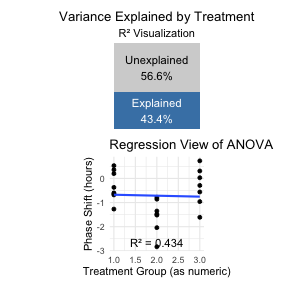 Variance Explained by Treatment
R² Visualization
Unexplained
56.6%
Explained
43.4%
Regression View of ANOVA
Phase Shift (hours)
0
-1
-2
-3
R² = 0.434
1.0 1.5 2.0 2.5 3.0
Treatment Group (as numeric)